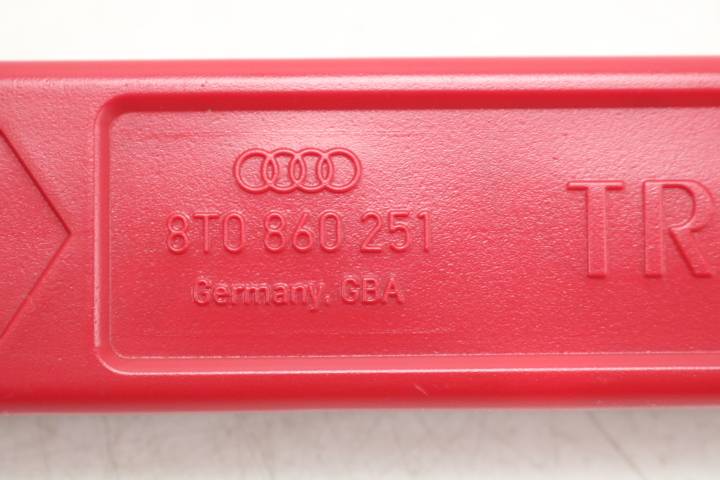 8T0 860 251
Germany. GBA
TR